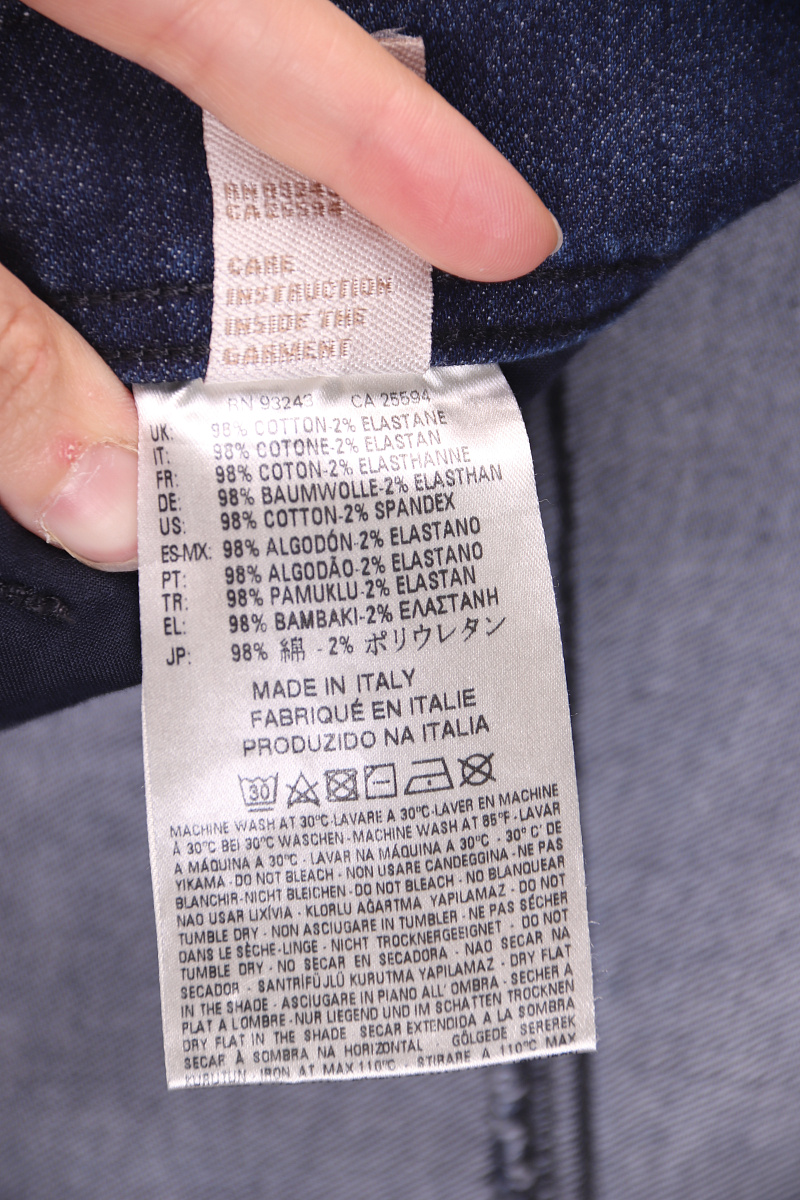 RN 93243
CA 25594
CARE
INSTRUCTION
INSIDE THE
GARMENT
RN 93243 CA 25594
UK: 98% COTTON-2% ELASTANE
IT: 98% COTONE-2% ELASTAN
FR: 98% COTON-2% ELASTHANNE
DE: 98% BAUMWOLLE-2% ELASTHAN
US: 98% COTTON-2% SPANDEX
ES-MX: 98% ALGODÓN-2% ELASTANO
PT: 98% ALGODÃO-2% ELASTANO
TR: 98% PAMUKLU-2% ELASTAN
EL: 98% BAMBAKI-2% ΕΛΑΣΤΑΝΗ
JP: 98% 綿 - 2% ポリウレタン
MADE IN ITALY
FABRIQUÉ EN ITALIE
PRODUZIDO NA ITALIA
30
MACHINE WASH AT 30°C-LAVARE A 30°C-LAVER EN MACHINE
À 30°C BEI 30°C WASCHEN-MACHINE WASH AT 85°F-LAVAR
A MÁQUINA A 30°C - LAVAR NA MÁQUINA A 30°C - 30° C' DE
YIKAMA - DO NOT BLEACH - NON USARE CANDEGGINA - NE PAS
BLANCHIR-NICHT BLEICHEN-DO NOT BLEACH - NO BLANQUEAR
NAO USAR LIXÍVIA - KLORLU AĞARTMA YAPILAMAZ - DO NOT
TUMBLE DRY - NON ASCIUGARE IN TUMBLER - NE PAS SÉCHER
DANS LE SÈCHE-LINGE - NICHT TROCKNERGEEIGNET - DO NOT
TUMBLE DRY - NO SECAR EN SECADORA - NAO SECAR NA
SECADOR - SANTRİFÜJLÜ KURUTMA YAPILAMAZ - DRY FLAT
IN THE SHADE - ASCIUGARE IN PIANO ALL' OMBRA - SECHER A
PLAT A LOMBRE-NUR LIEGEND UND IM SCHATTEN TROCKNEN
DRY FLAT IN THE SHADE SECAR EXTENDIDA A LA SOMBRA
SECAR À SOMBRA NA HORIZONTAL GÖLGEDE SEREREK
KURUTUN - IRON AT MAX 110°C - STIRARE A 110°C MAX